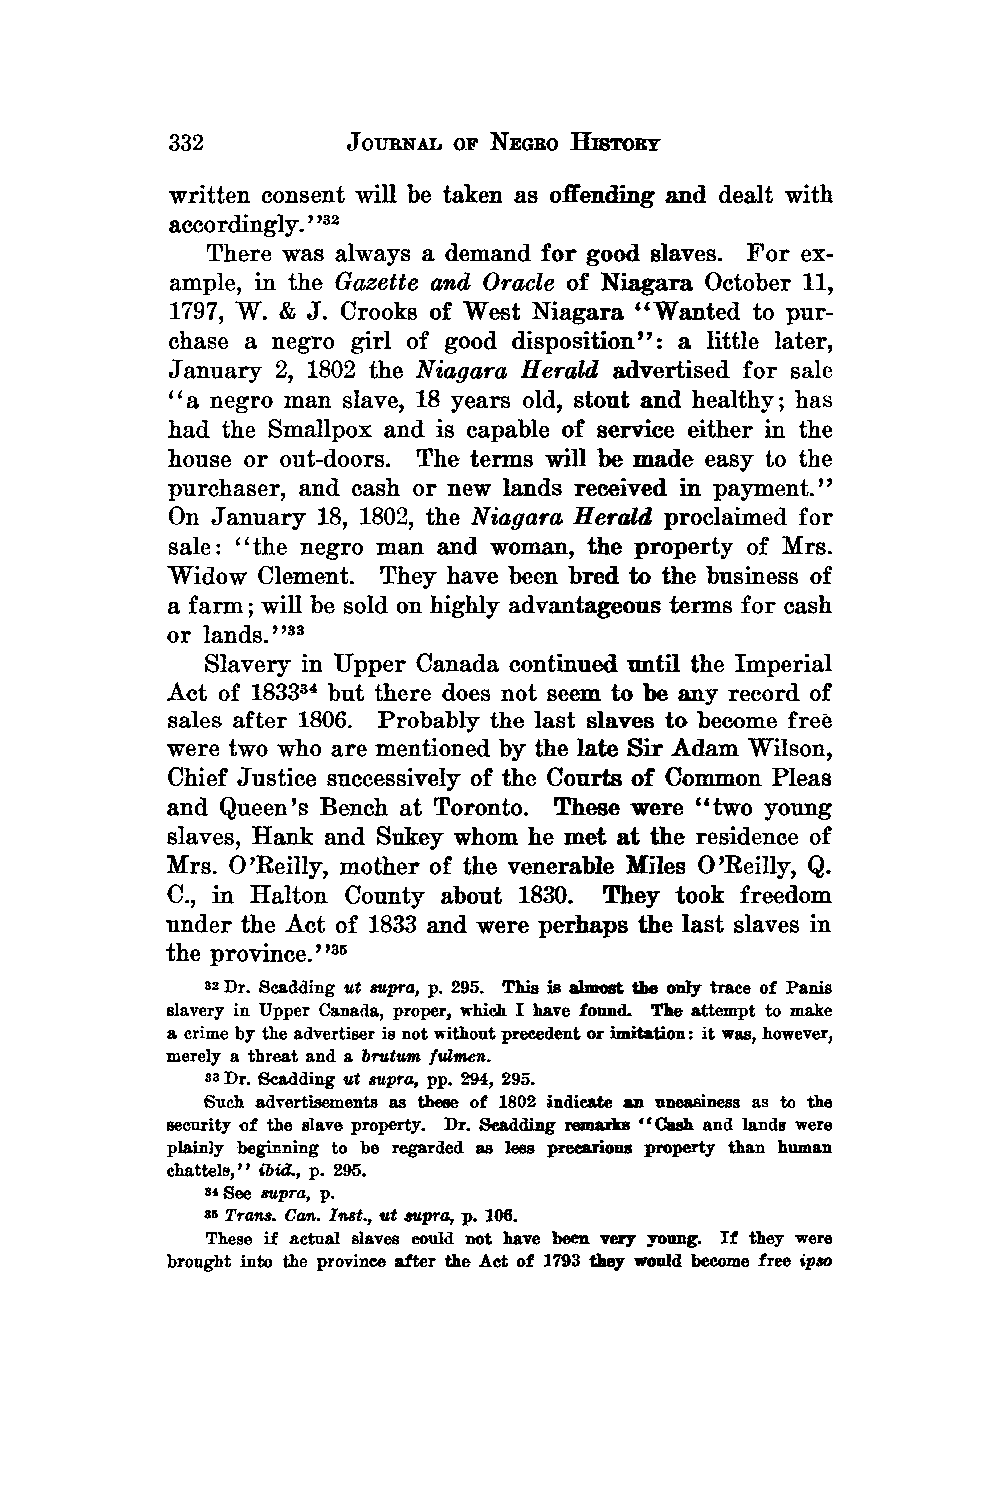 332 JOURNAL OF NEGRO HISTORY
written consent will be taken as offending and dealt with
accordingly.''32
There was always a demand for good slaves. For ex-
ample, in the Gazette and Oracle of Niagara October 11,
1797, W. & J. Crooks of West Niagara ''Wanted to pur-
chase a negro girl of good disposition'': a little later,
January 2, 1802 the Niagara Herald advertised for sale
''a negro man slave, 18 years old, stout and healthy; has
had the Smallpox and is capable of service either in the
house or out-doors. The terms will be made easy to the
purchaser, and cash or new lands received in payment.''
On January 18, 1802, the Niagara Herald proclaimed for
sale: ''the negro man and woman, the property of Mrs.
Widow Clement. They have been bred to the business of
a farm; will be sold on highly advantageous terms for cash
or lands.''33
Slavery in Upper Canada continued until the Imperial
Act of 183334 but there does not seem to be any record of
sales after 1806. Probably the last slaves to become free
were two who are mentioned by the late Sir Adam Wilson,
Chief Justice successively of the Courts of Common Pleas
and Queen's Bench at Toronto. These were ''two young
slaves, Hank and Sukey whom he met at the residence of
Mrs. O'Reilly, mother of the venerable Miles O'Reilly, Q.
C., in Halton County about 1830. They took freedom
under the Act of 1833 and were perhaps the last slaves in
the province.''35
32 Dr. Scadding ut supra, p. 295. This is almost the only trace of Panis
slavery in Upper Canada, proper, which I have found. The attempt to make
a crime by the advertiser is not without precedent or imitation: it was, however,
merely a threat and a brutum fulmen.
33 Dr. Scadding ut supra, pp. 294, 295.
Such advertisements as these of 1802 indicate an uneasiness as to the
security of the slave property. Dr. Scadding remarks ''Cash and lands were
plainly beginning to be regarded as less precarious property than human
chattels,'' ibid., p. 295.
34 See supra, p.
35 Trans. Can. Inst., ut supra, p. 106.
These if actual slaves could not have been very young. If they were
brought into the province after the Act of 1793 they would become free ipso